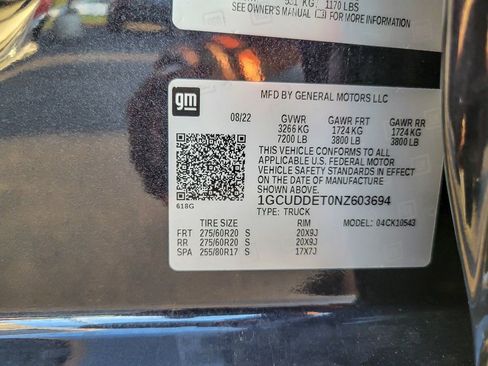 531 KG 1170 LBS
SEE OWNER'S MANUAL FOR MORE
gm
MFD BY GENERAL MOTORS LLC
08/22 GVWR GAWR FRT GAWR RR
3266 KG 1724 KG 1724 KG
7200 LB 3800 LB 3800 LB
THIS VEHICLE CONFORMS TO ALL
APPLICABLE U.S. FEDERAL MOTOR
VEHICLE SAFETY STANDARDS IN EFFECT
ON THE DATE OF MANUFACTURE
SHOWN ABOVE.
618G
1GCUDDET0NZ603694
TYPE: TRUCK
TIRE SIZE RIM MODEL: 04CK10543
FRT 275/60R20 S 20X9J
RR 275/60R20 S 20X9J
SPA 255/80R17 S 17X7J